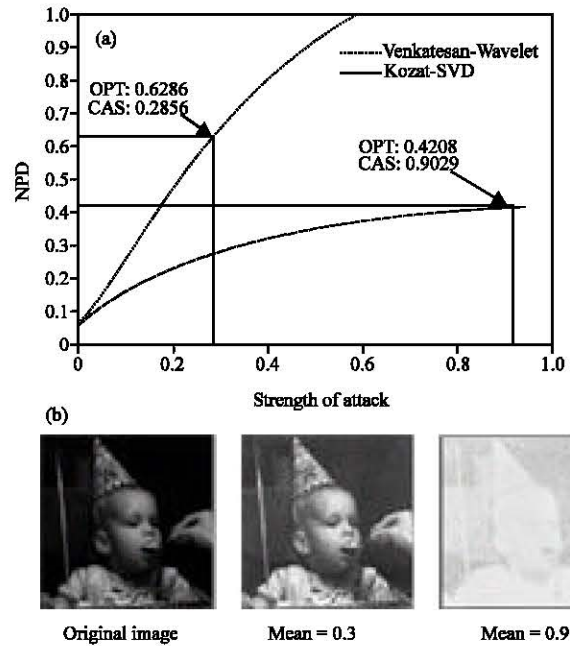 (a)
1.0
0.9
0.8
0.7
0.6
0.5
0.4
0.3
0.2
0.1
0
NPD
Venkatesan-Wavelet
Kozat-SVD
OPT: 0.6286
CAS: 0.2856
OPT: 0.4208
CAS: 0.9029
0 0.2 0.4 0.6 0.8 1.0
Strength of attack
(b)
Original image Mean = 0.3 Mean = 0.9